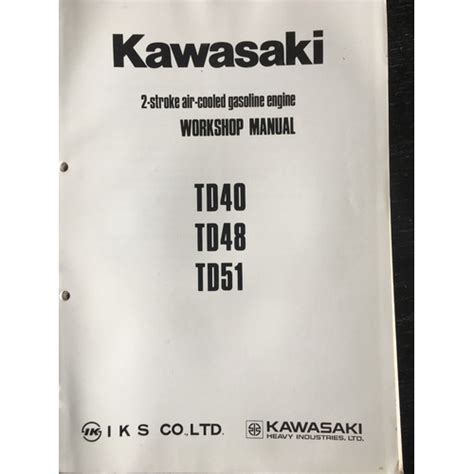 Kawasaki
2-stroke air-cooled gasoline engine
WORKSHOP MANUAL
TD40
TD48
TD51
IK IKS CO.,LTD.
KAWASAKI
HEAVY INDUSTRIES, LTD.